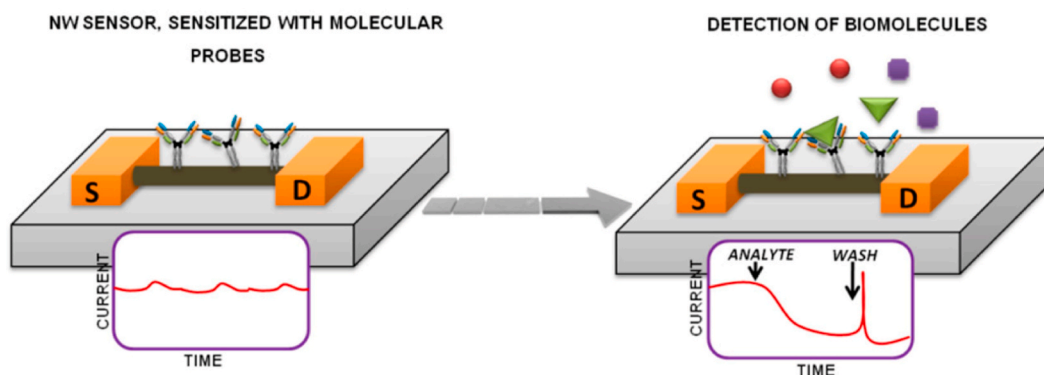 NW SENSOR, SENSITIZED WITH MOLECULAR
PROBES
S
D
CURRENT
TIME
DETECTION OF BIOMOLECULES
S
D
ANALYTE
WASH
CURRENT
TIME